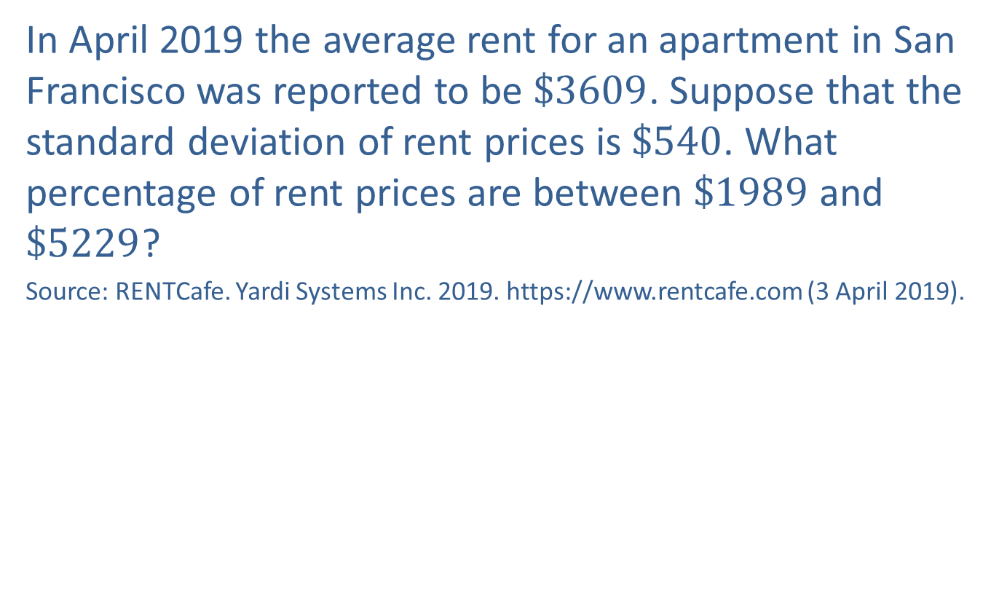 In April 2019 the average rent for an apartment in San
Francisco was reported to be $3609. Suppose that the
standard deviation of rent prices is $540. What
percentage of rent prices are between $1989 and
$5229?
Source: RENTCafe. Yardi Systems Inc. 2019. https://www.rentcafe.com (3 April 2019).